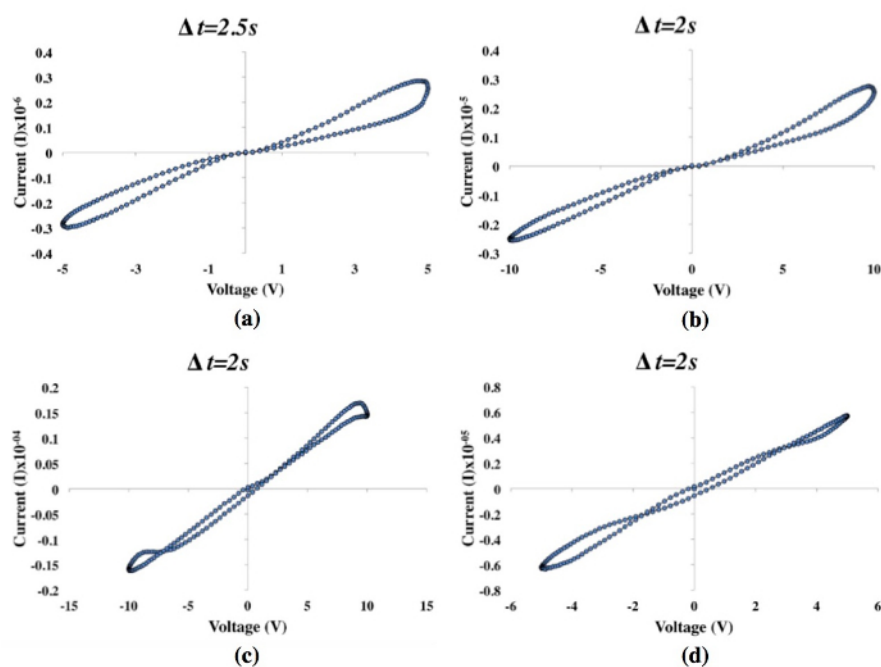 Δ t=2.5s
0.4
0.3
0.2
0.1
0
-0.1
-0.2
-0.3
-0.4
Current (I)x10-6
-5 -3 -1 1 3 5
Voltage (V)
(a)
Δ t=2s
0.4
0.3
0.2
0.1
0
-0.1
-0.2
-0.3
Current (I)x10-5
-10 -5 0 5 10
Voltage (V)
(b)
Δ t=2s
0.2
0.15
0.1
0.05
0
-0.05
-0.1
-0.15
-0.2
Current (I)x10-04
-15 -10 -5 0 5 10 15
Voltage (V)
(c)
Δ t=2s
0.8
0.6
0.4
0.2
0
-0.2
-0.4
-0.6
-0.8
Current (I)x10-05
-6 -4 -2 0 2 4 6
Voltage (V)
(d)